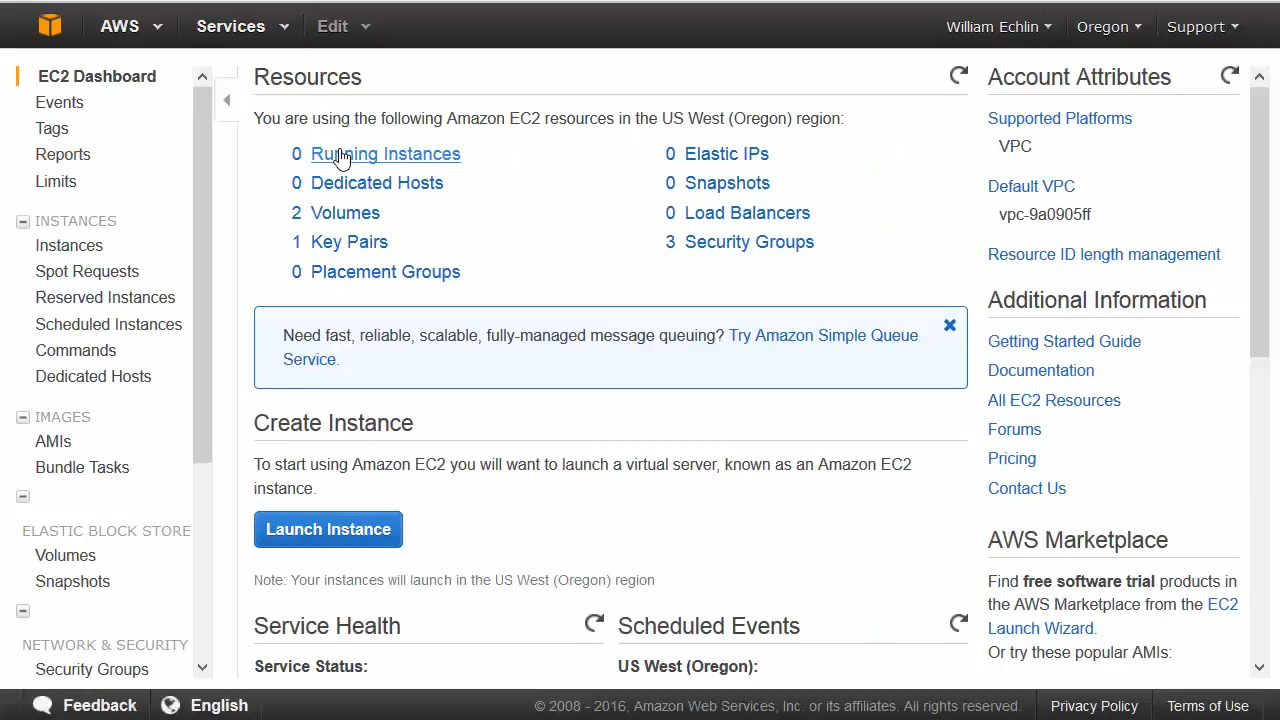 AWS Services Edit William Echlin Oregon Support
EC2 Dashboard
Events
Tags
Reports
Limits
INSTANCES
Instances
Spot Requests
Reserved Instances
Scheduled Instances
Commands
Dedicated Hosts
IMAGES
AMIs
Bundle Tasks
ELASTIC BLOCK STORE
Volumes
Snapshots
NETWORK & SECURITY
Security Groups
Resources
You are using the following Amazon EC2 resources in the US West (Oregon) region:
0 Running Instances
0 Elastic IPs
0 Dedicated Hosts
0 Snapshots
2 Volumes
0 Load Balancers
1 Key Pairs
3 Security Groups
0 Placement Groups
Need fast, reliable, scalable, fully-managed message queuing? Try Amazon Simple Queue
Service.
Create Instance
To start using Amazon EC2 you will want to launch a virtual server, known as an Amazon EC2
instance.
Launch Instance
Note: Your instances will launch in the US West (Oregon) region
Service Health
Service Status:
Scheduled Events
US West (Oregon):
Account Attributes
Supported Platforms
VPC
Default VPC
vpc-9a0905ff
Resource ID length management
Additional Information
Getting Started Guide
Documentation
All EC2 Resources
Forums
Pricing
Contact Us
AWS Marketplace
Find free software trial products in
the AWS Marketplace from the EC2
Launch Wizard.
Or try these popular AMIs:
Feedback English © 2008 - 2016, Amazon Web Services, Inc. or its affiliates. All rights reserved. Privacy Policy Terms of Use